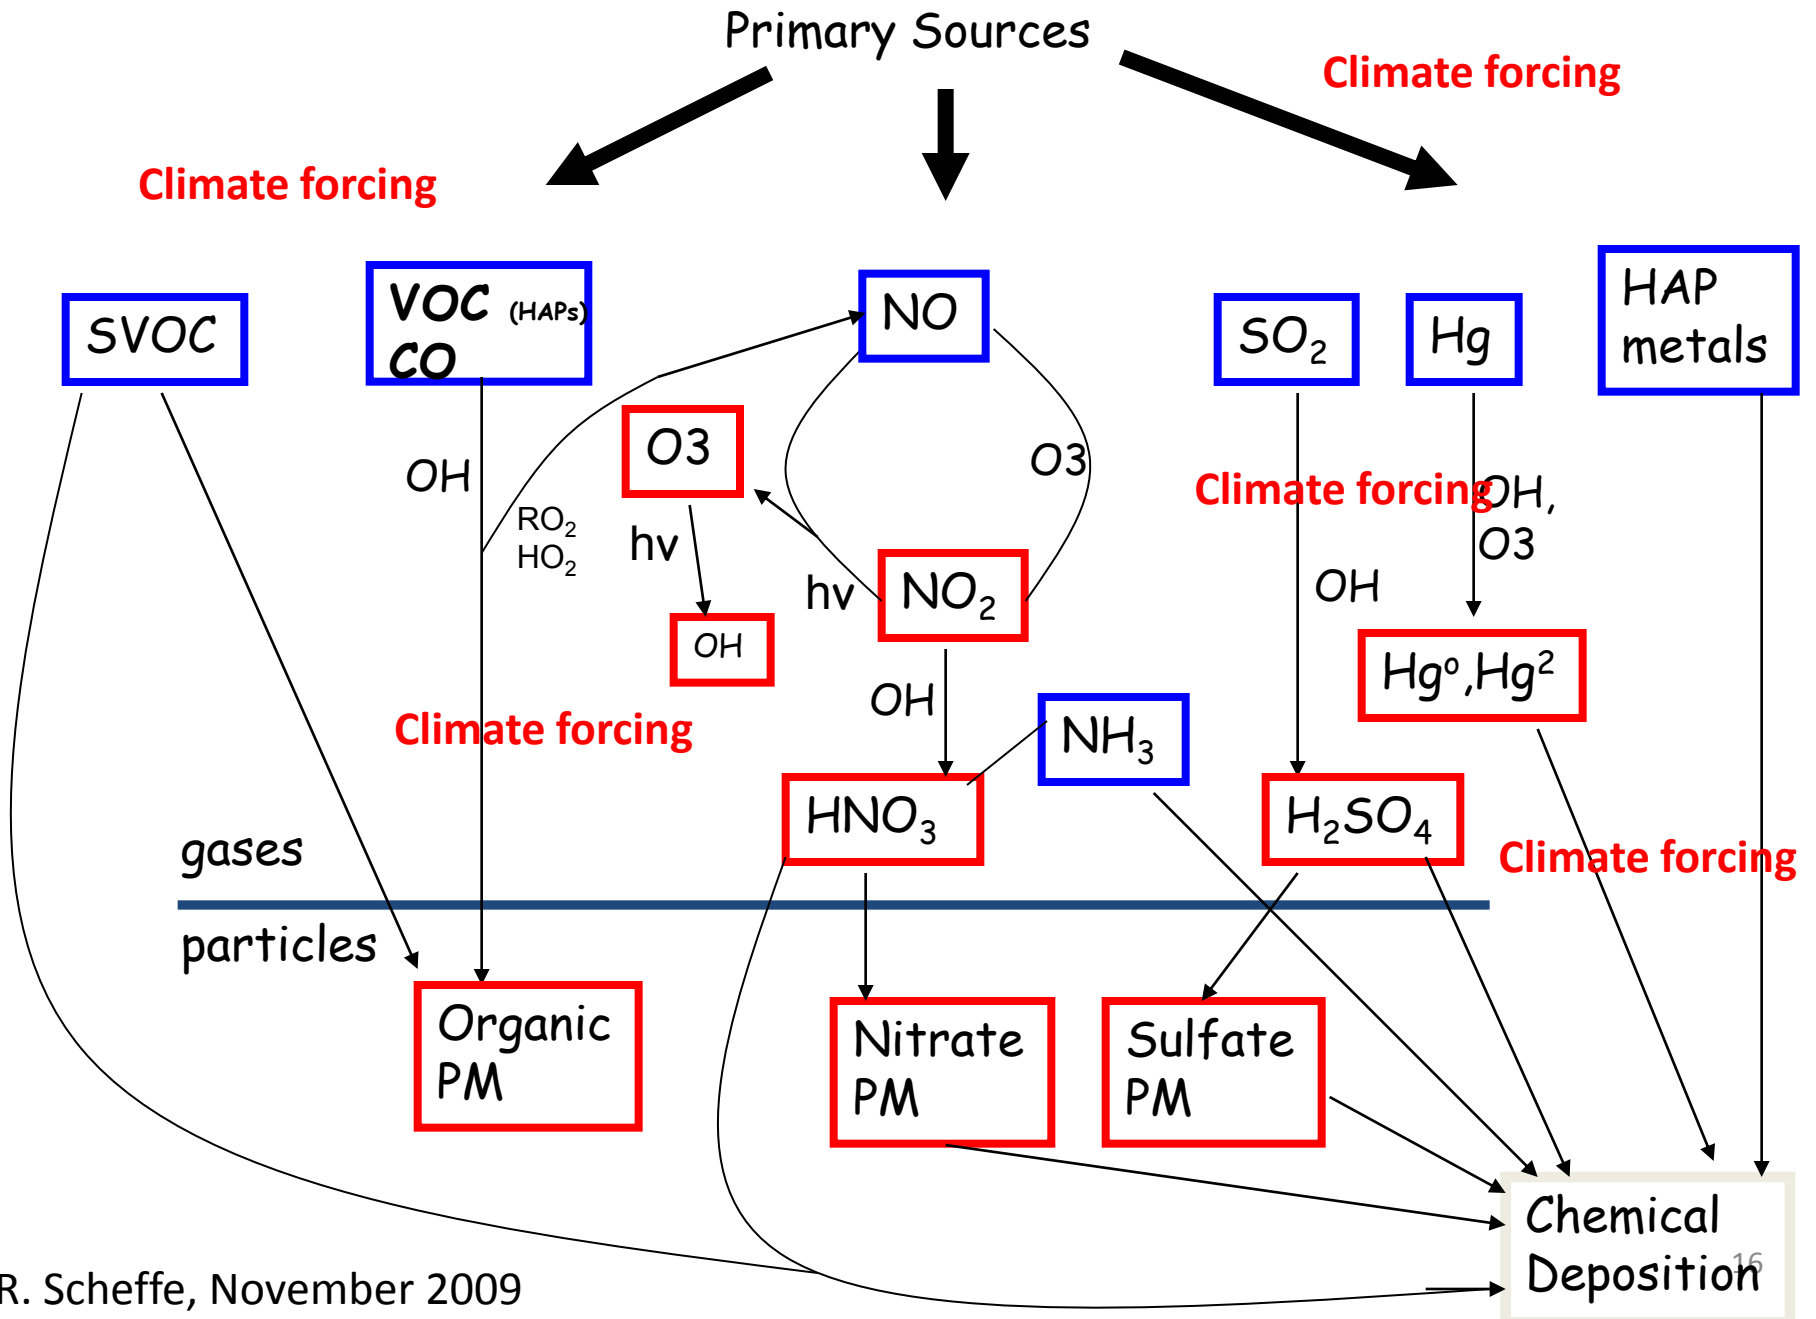 Primary Sources
Climate forcing
Climate forcing
SVOC
VOC (HAPs)
CO
NO
SO₂
Hg
HAP
metals
OH
RO₂
HO₂
O3
hv
OH
hv
O3
NO₂
Climate forcing
OH,
O3
OH
Hg⁰,Hg²
Climate forcing
OH
NH₃
HNO₃
H₂SO₄
Climate forcing
gases
particles
Organic
PM
Nitrate
PM
Sulfate
PM
Chemical
Deposition
16
R. Scheffe, November 2009